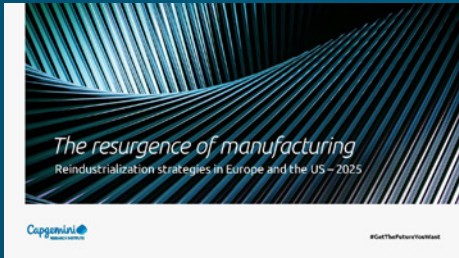 The resurgence of manufacturing
Reindustrialization strategies in Europe and the US – 2025
Capgemini
RESEARCH INSTITUTE
#GetTheFutureYouWant